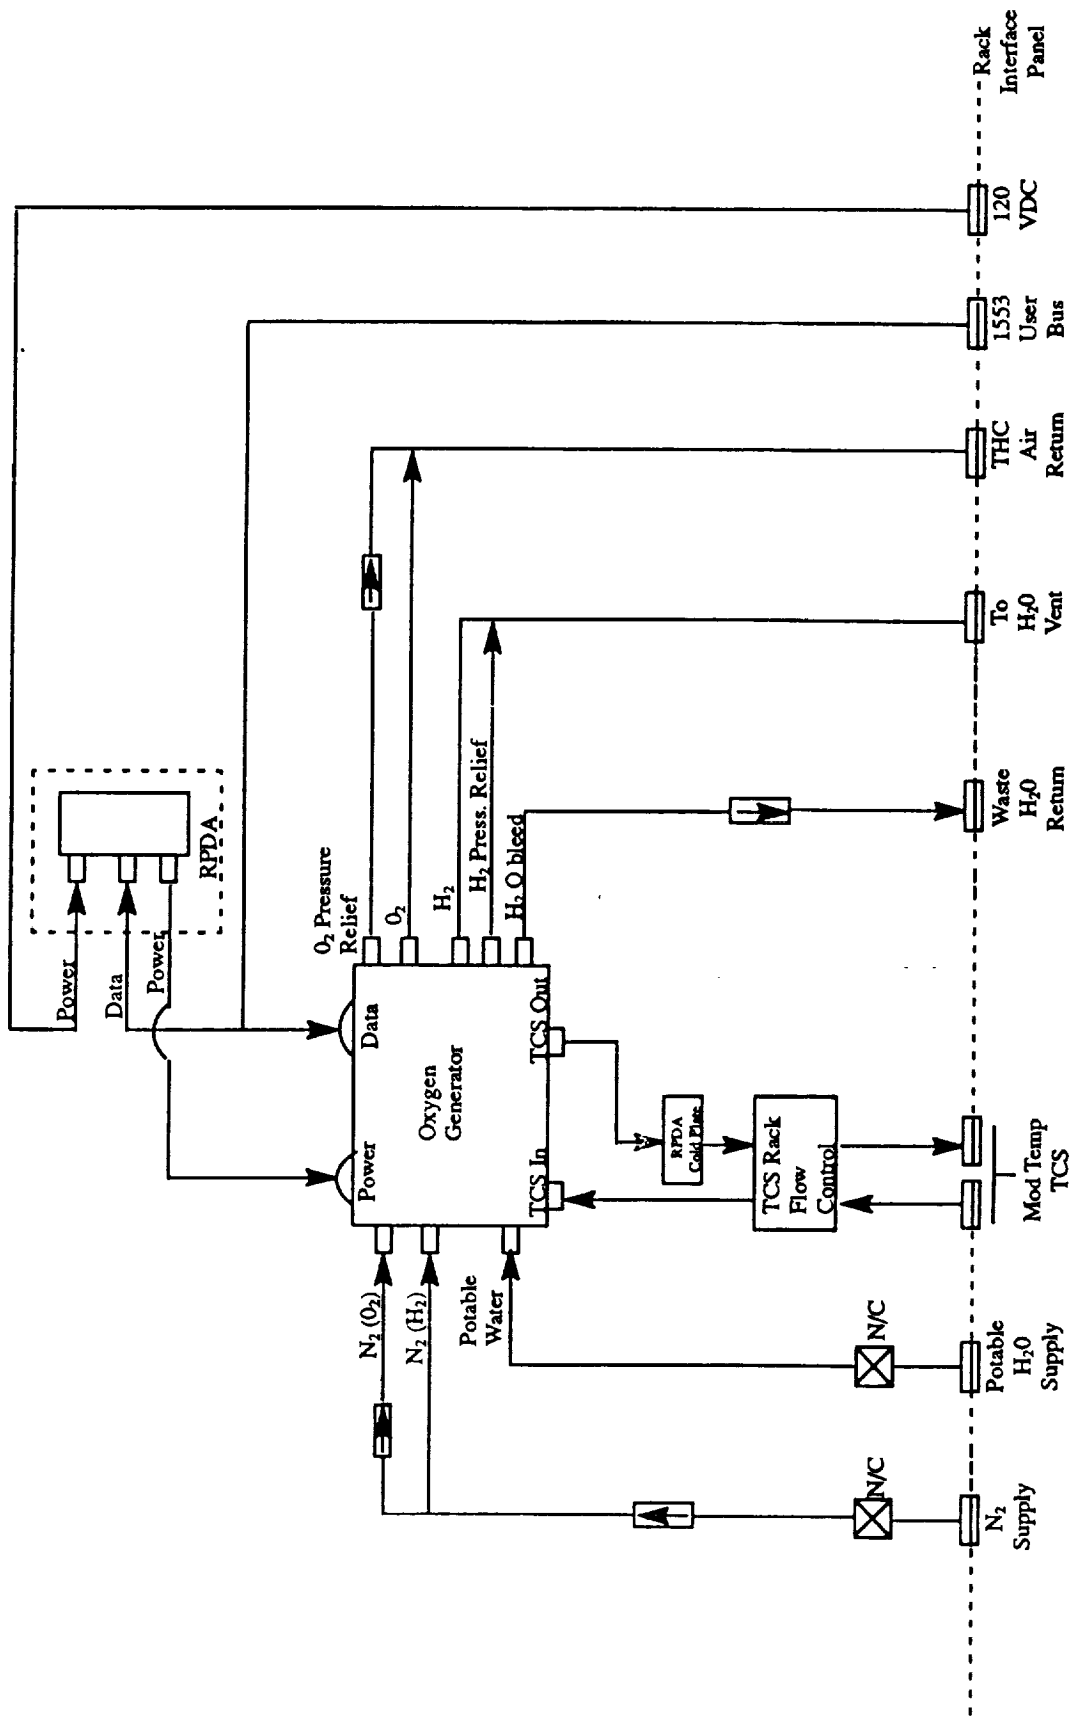 Power
Data
Power
RPDA
O₂ Pressure
Relief
O₂
H₂
H₂ Press. Relief
H₂O bleed
Power
Data
Oxygen
Generator
TCS In
TCS Out
N₂ (O₂)
N₂ (H₂)
Potable
Water
RPDA
Cold Plate
TCS Rack
Flow
Control
N/C
N/C
N₂
Supply
Potable
H₂O
Supply
Mod Temp
TCS
Waste
H₂O
Return
To
H₂O
Vent
THC
Air
Return
1553
User
Bus
120
VDC
Rack
Interface
Panel